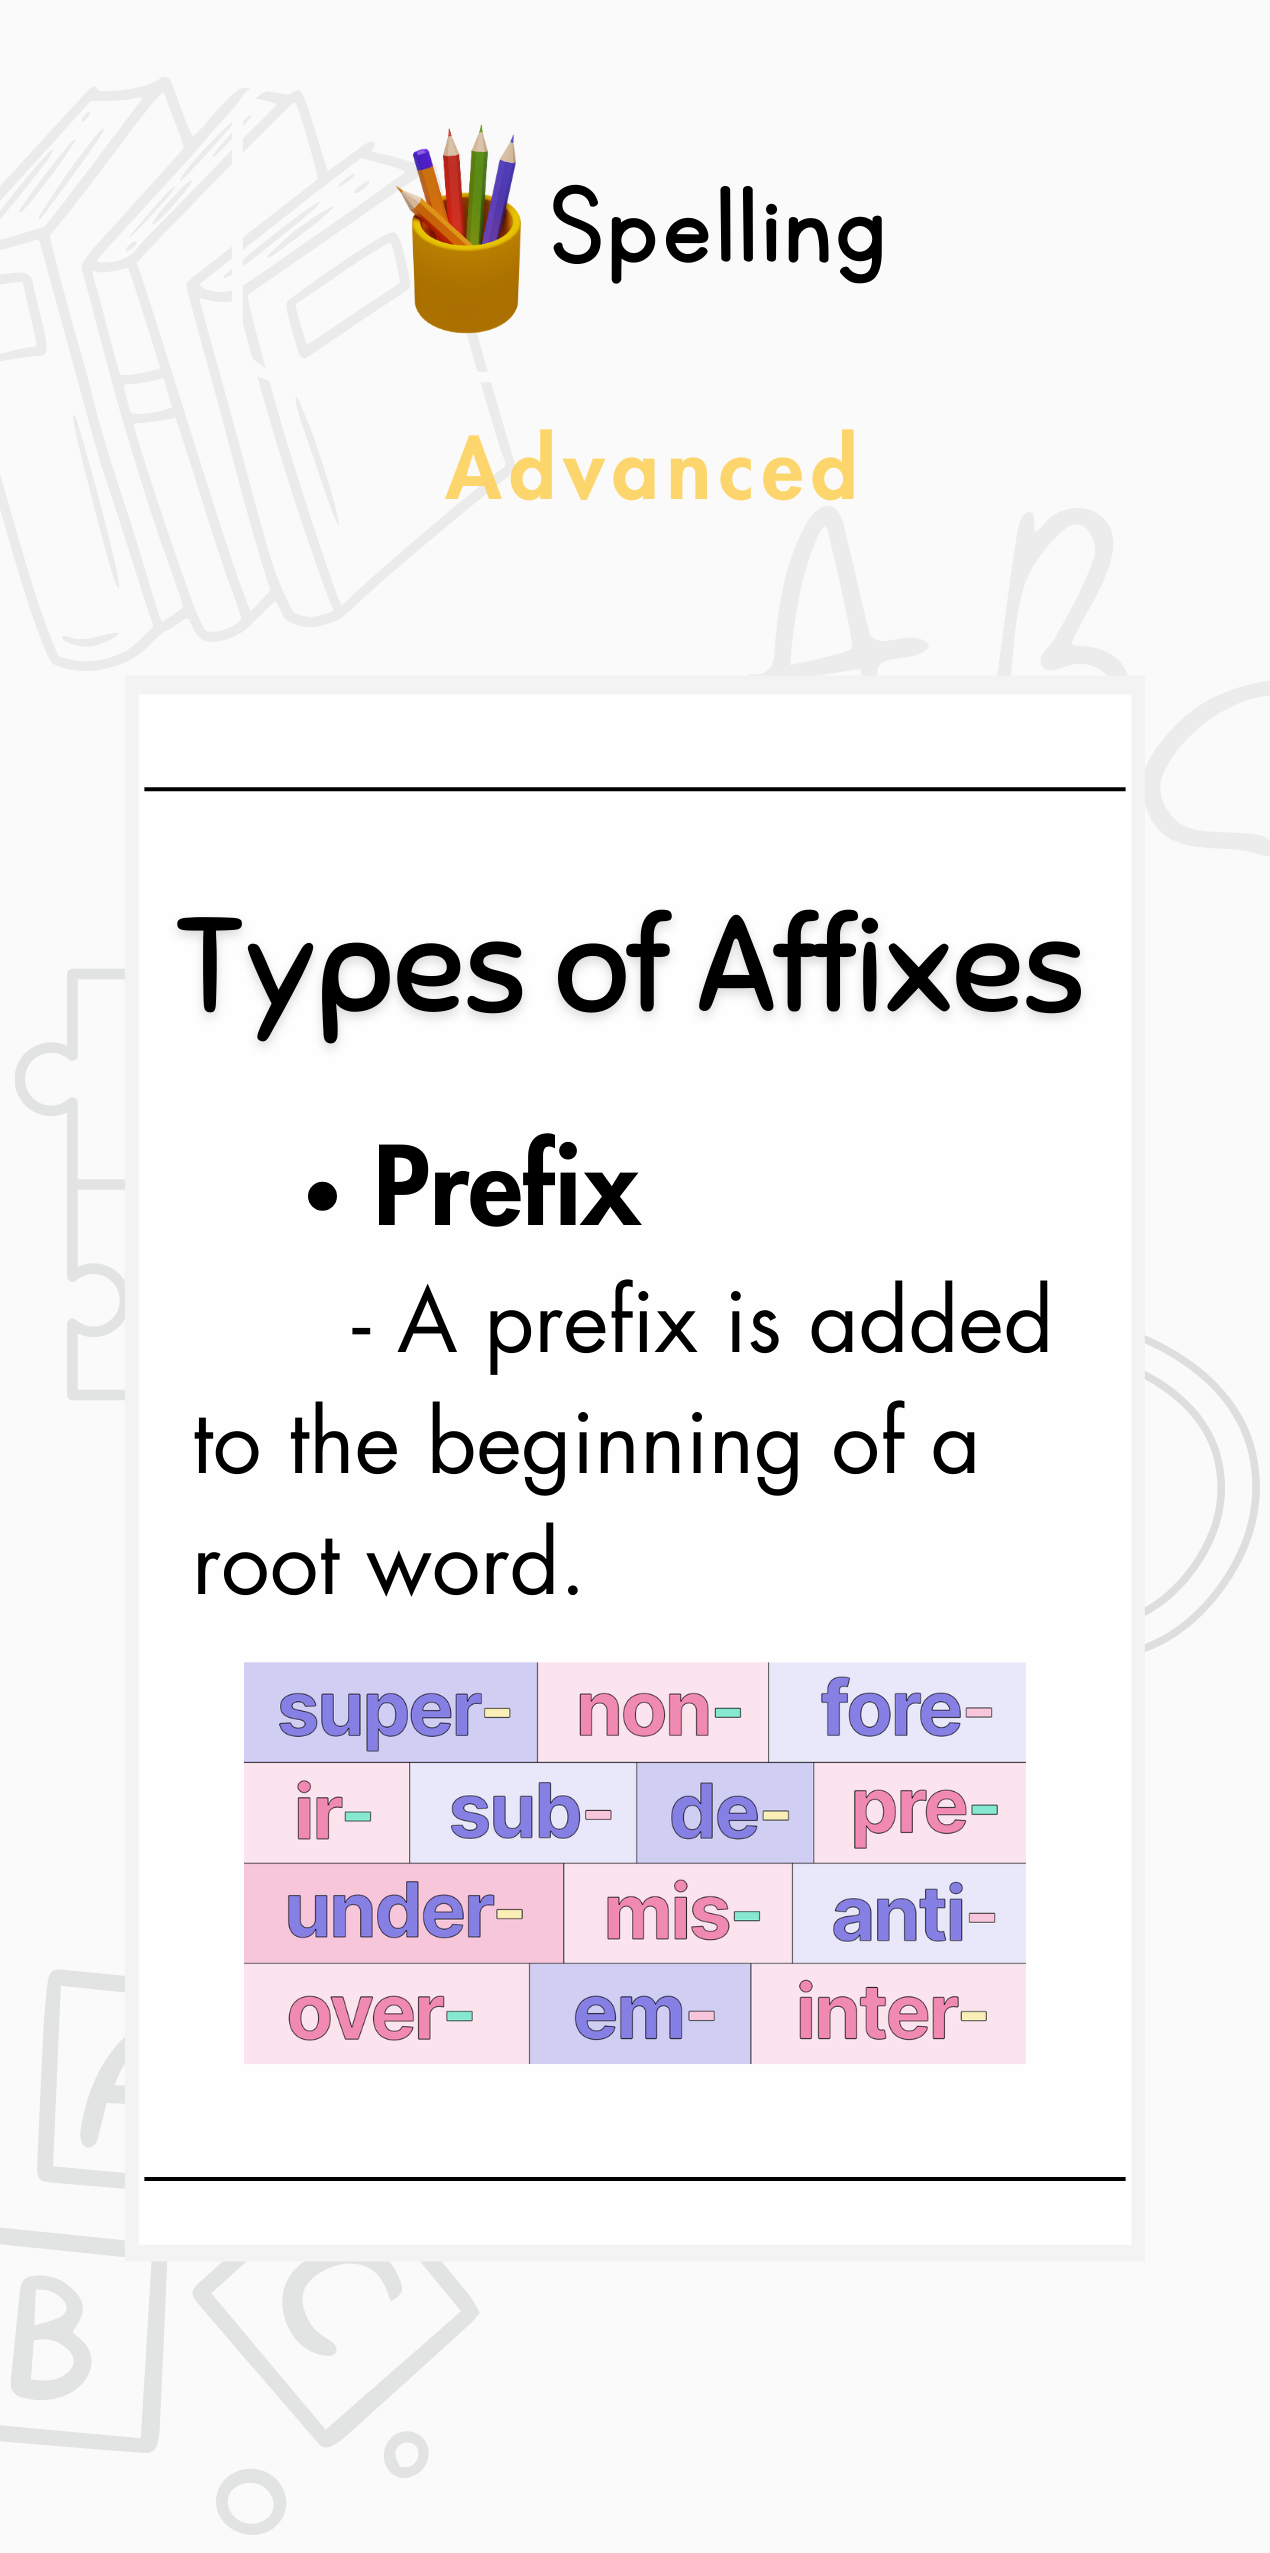 Spelling
Advanced
A B
Types of Affixes
• Prefix
- A prefix is added
to the beginning of a
root word.
super- non- fore-
ir- sub- de- pre-
under- mis- anti-
over- em- inter-
A
B C